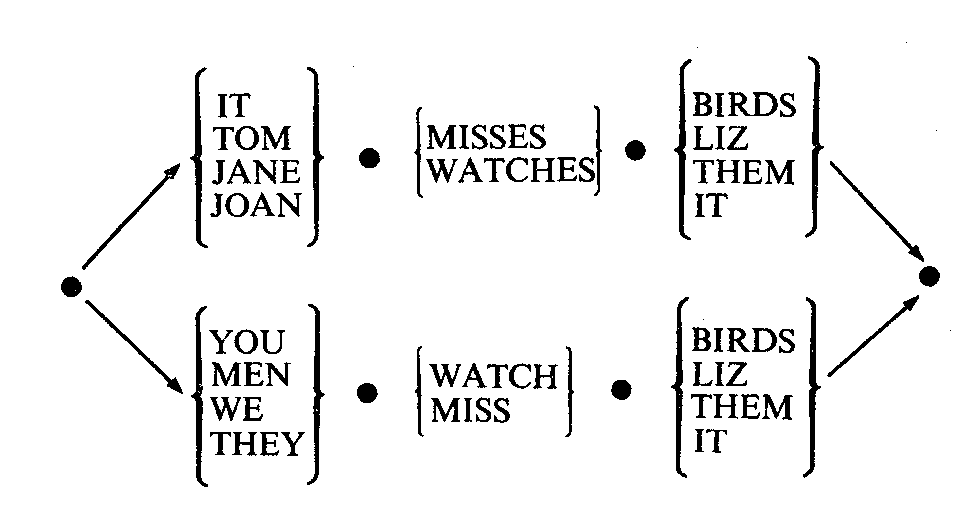 IT
TOM
JANE
JOAN
MISSES
WATCHES
BIRDS
LIZ
THEM
IT
YOU
MEN
WE
THEY
WATCH
MISS
BIRDS
LIZ
THEM
IT